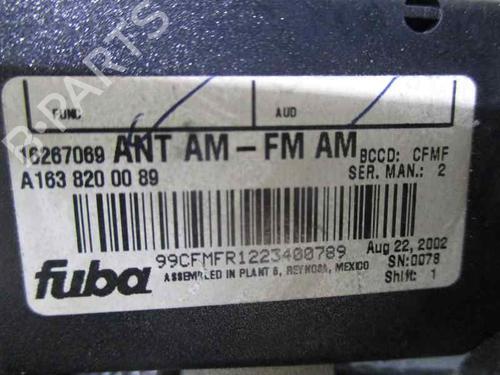 FUNC AUD
16267069 ANT AM-FM AM BCCD: CFMF
A163 820 00 89 SER. MAN.: 2
99CFMFR1223400789 Aug 22, 2002
fuba ASSEMBLED IN PLANT 6, REYNOSA, MEXICO SN:0078
Shift: 1
B-PARTS